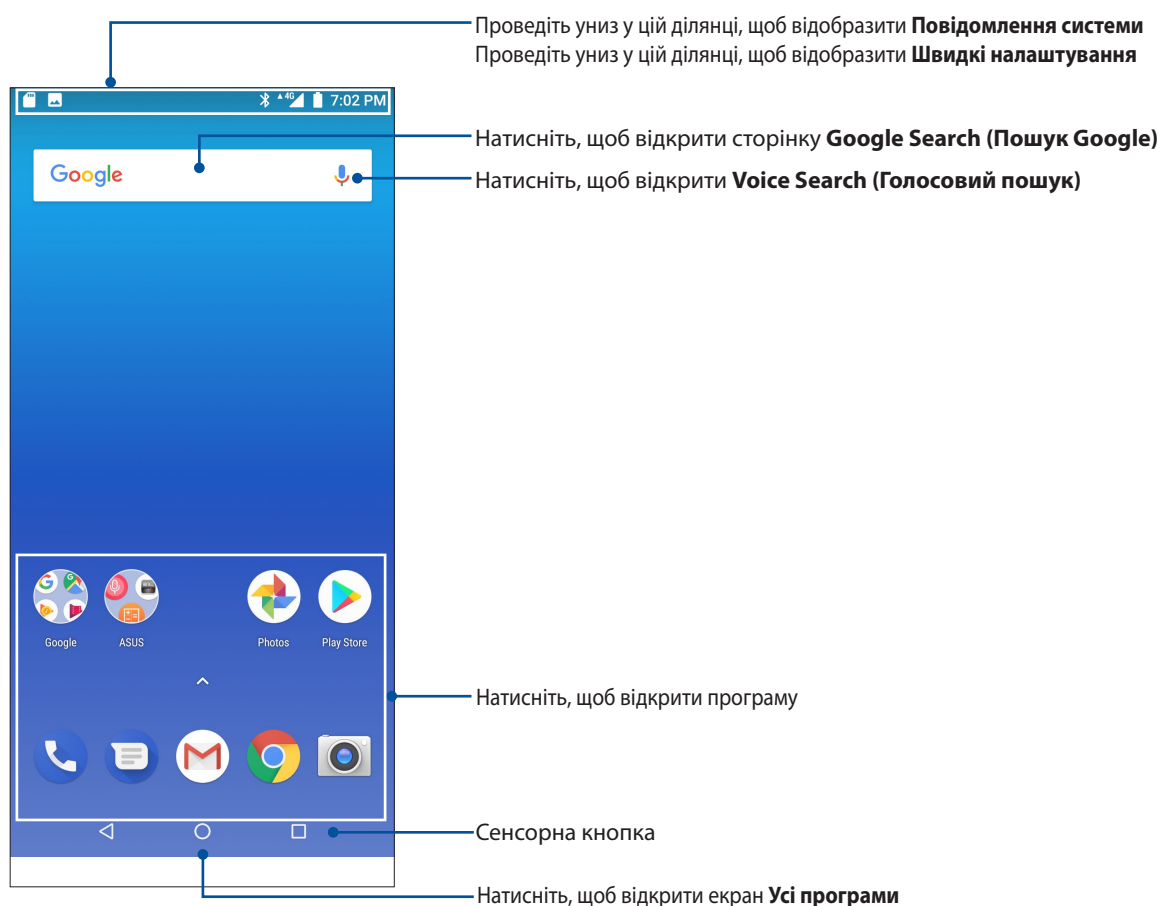 Проведіть униз у цій ділянці, щоб відобразити Повідомлення системи
Проведіть униз у цій ділянці, щоб відобразити Швидкі налаштування
4G 7:02 PM
Натисніть, щоб відкрити сторінку Google Search (Пошук Google)
Google
Натисніть, щоб відкрити Voice Search (Голосовий пошук)
Google ASUS Photos Play Store
Натисніть, щоб відкрити програму
Сенсорна кнопка
Натисніть, щоб відкрити екран Усі програми